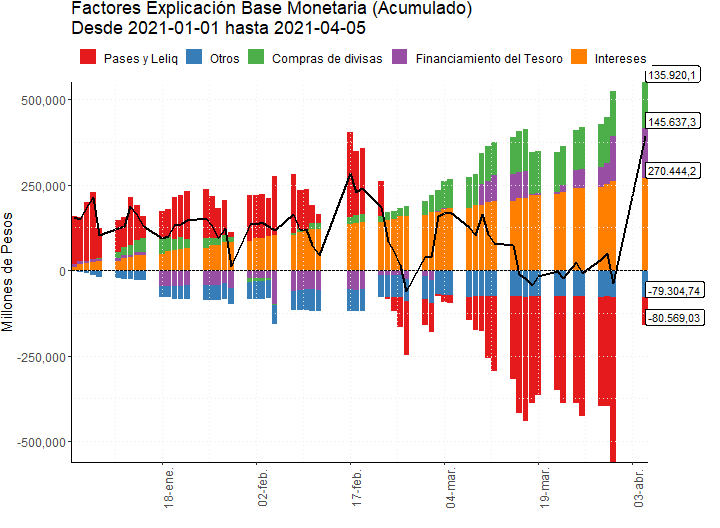 Factores Explicación Base Monetaria (Acumulado)
Desde 2021-01-01 hasta 2021-04-05
Pases y Leliq Otros Compras de divisas Financiamiento del Tesoro Intereses
Millones de Pesos
500,000
250,000
0
-250,000
-500,000
135.920,1
145.637,3
270.444,2
-79.304,74
-80.569,03
18-ene.
02-feb.
17-feb.
04-mar.
19-mar.
03-abr.